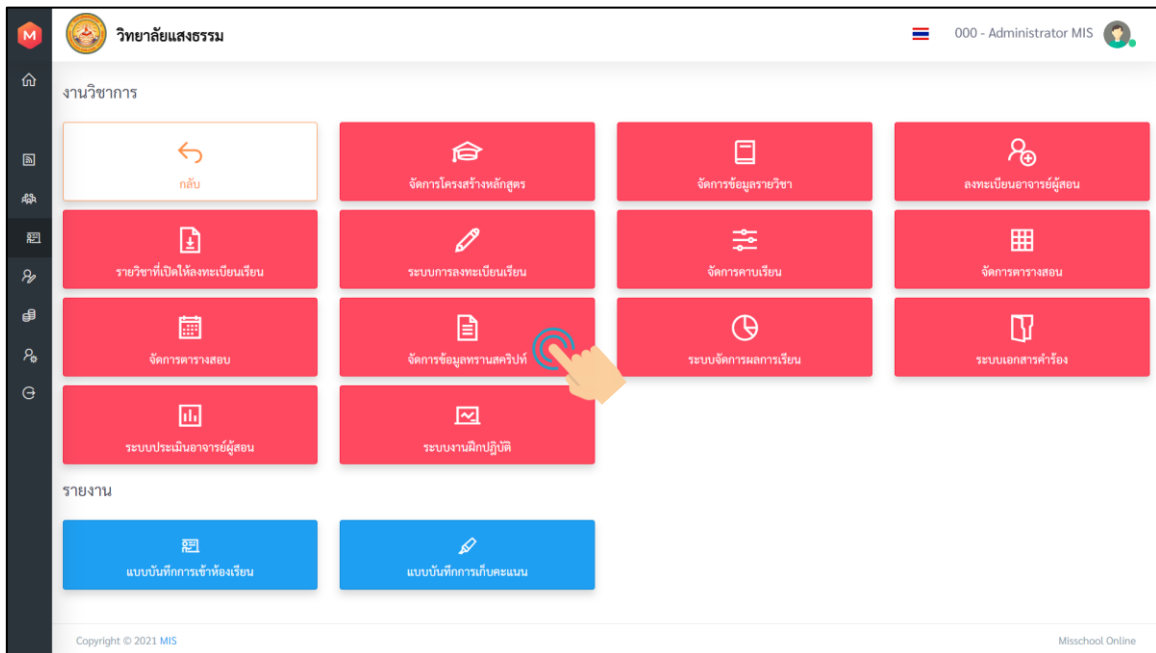 M
วิทยาลัยแสงธรรม
000 - Administrator MIS
งานวิชาการ
กลับ
จัดการโครงสร้างหลักสูตร
จัดการข้อมูลรายวิชา
ลงทะเบียนอาจารย์ผู้สอน
รายวิชาที่เปิดให้ลงทะเบียนเรียน
ระบบการลงทะเบียนเรียน
จัดการคาบเรียน
จัดการตารางสอน
จัดการตารางสอบ
จัดการข้อมูลทรานสคริปท์
ระบบจัดการผลการเรียน
ระบบเอกสารคำร้อง
ระบบประเมินอาจารย์ผู้สอน
ระบบงานฝึกปฏิบัติ
รายงาน
แบบบันทึกการเข้าห้องเรียน
แบบบันทึกการเก็บคะแนน
Copyright © 2021 MIS
Misschool Online